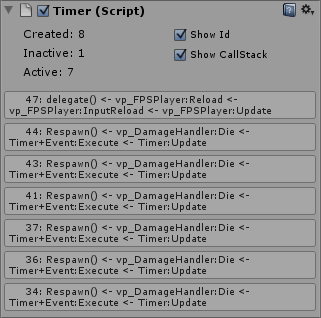 Timer (Script)
Created: 8
Show Id
Inactive: 1
Show CallStack
Active: 7
47: delegate() <- vp_FPSPlayer:Reload <-
vp_FPSPlayer:InputReload <- vp_FPSPlayer:Update
44: Respawn() <- vp_DamageHandler:Die <-
Timer+Event:Execute <- Timer:Update
43: Respawn() <- vp_DamageHandler:Die <-
Timer+Event:Execute <- Timer:Update
41: Respawn() <- vp_DamageHandler:Die <-
Timer+Event:Execute <- Timer:Update
37: Respawn() <- vp_DamageHandler:Die <-
Timer+Event:Execute <- Timer:Update
36: Respawn() <- vp_DamageHandler:Die <-
Timer+Event:Execute <- Timer:Update
34: Respawn() <- vp_DamageHandler:Die <-
Timer+Event:Execute <- Timer:Update